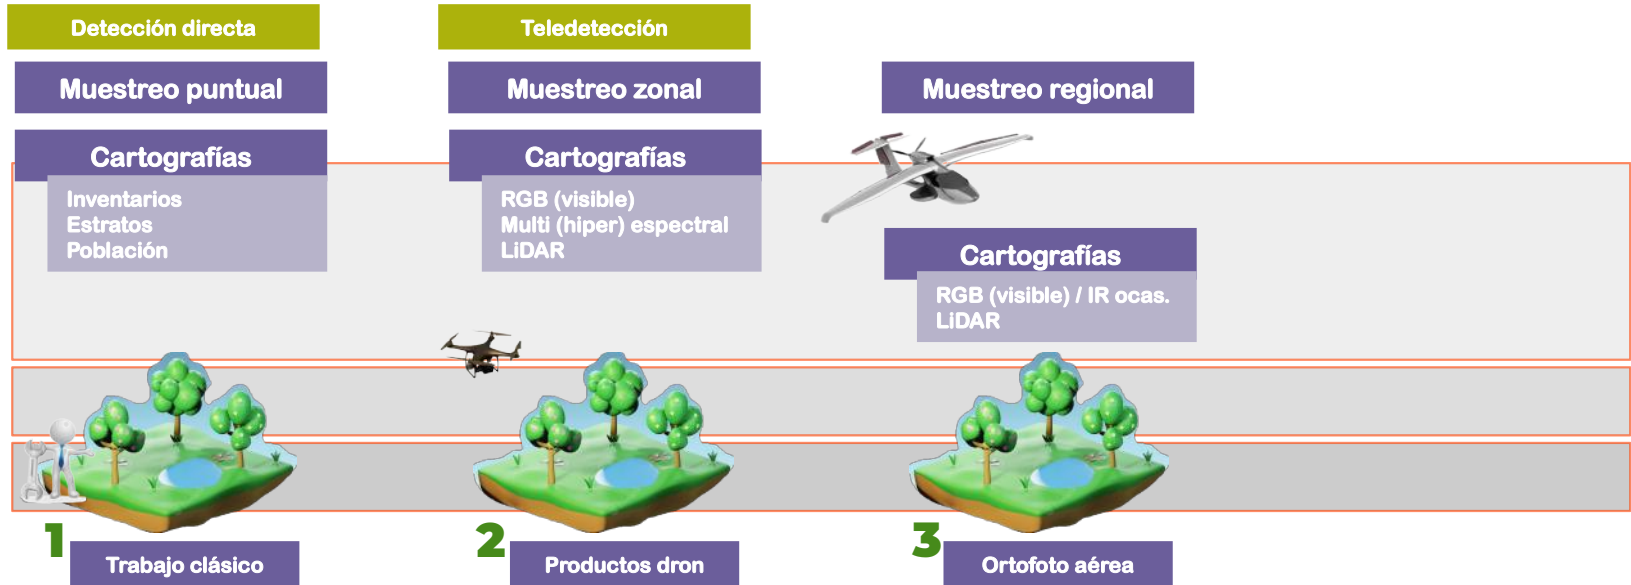 Detección directa
Teledetección
Muestreo puntual
Muestreo zonal
Muestreo regional
Cartografías
Inventarios
Estratos
Población
Cartografías
RGB (visible)
Multi (hiper) espectral
LiDAR
Cartografías
RGB (visible) / IR ocas.
LiDAR
1
Trabajo clásico
2
Productos dron
3
Ortofoto aérea